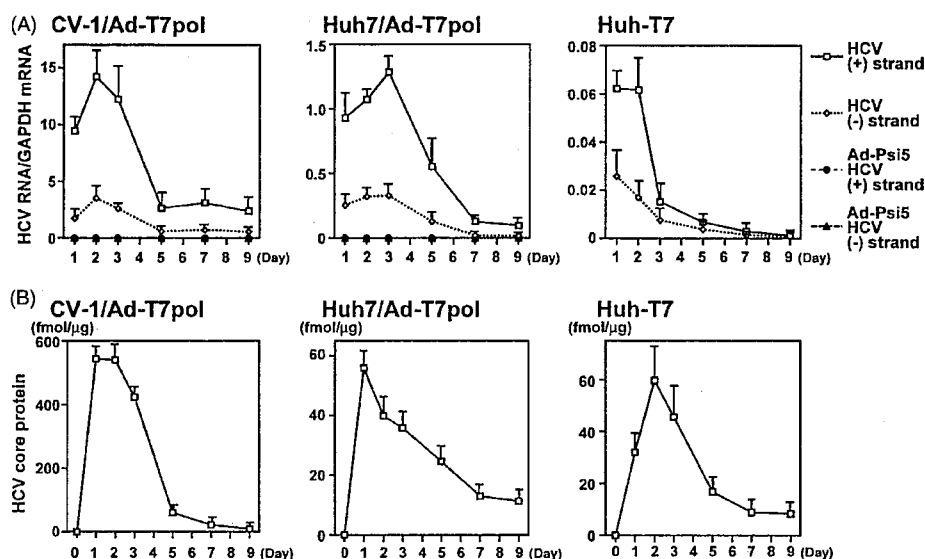 (A) CV-1/Ad-T7pol
Huh7/Ad-T7pol
Huh-T7
HCV RNA/GAPDH mRNA
15
10
5
0
1 2 3 4 5 6 7 8 9 (Day)
1.5
1.0
0.5
0
1 2 3 4 5 6 7 8 9 (Day)
0.08
0.06
0.04
0.02
0
1 2 3 4 5 6 7 8 9 (Day)
HCV
(+) strand
HCV
(-) strand
Ad-Psi5
HCV
(+) strand
Ad-Psi5
HCV
(-) strand
(B) CV-1/Ad-T7pol
Huh7/Ad-T7pol
Huh-T7
(fmol/μg)
HCV core protein
600
400
200
0
0 1 2 3 4 5 6 7 8 9 (Day)
(fmol/μg)
60
40
20
0
0 1 2 3 4 5 6 7 8 9 (Day)
(fmol/μg)
60
40
20
0
0 1 2 3 4 5 6 7 8 9 (Day)